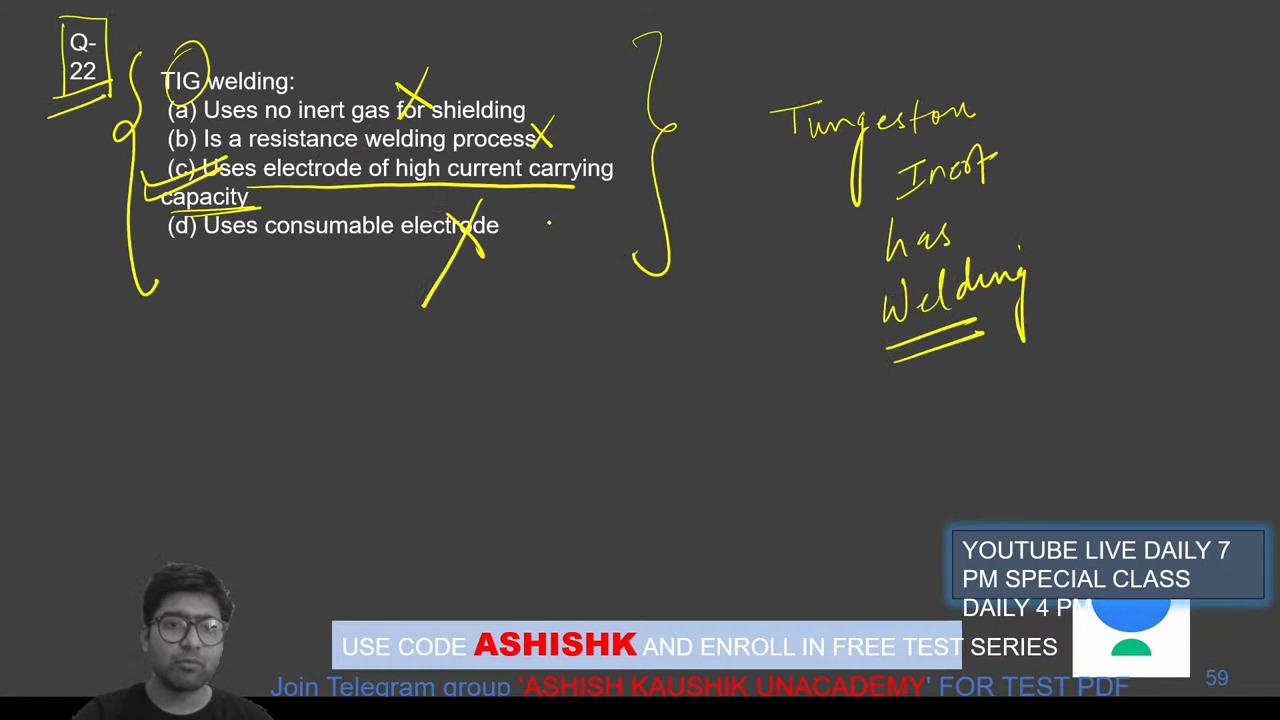 Q-
22
TIG welding:
(a) Uses no inert gas for shielding
(b) Is a resistance welding process
(c) Uses electrode of high current carrying
capacity
(d) Uses consumable electrode
Tungeston
Inert
has
Welding
YOUTUBE LIVE DAILY 7
PM SPECIAL CLASS
DAILY 4 PM
USE CODE ASHISHK AND ENROLL IN FREE TEST SERIES
Join Telegram group 'ASHISH KAUSHIK UNACADEMY' FOR TEST PDF
59